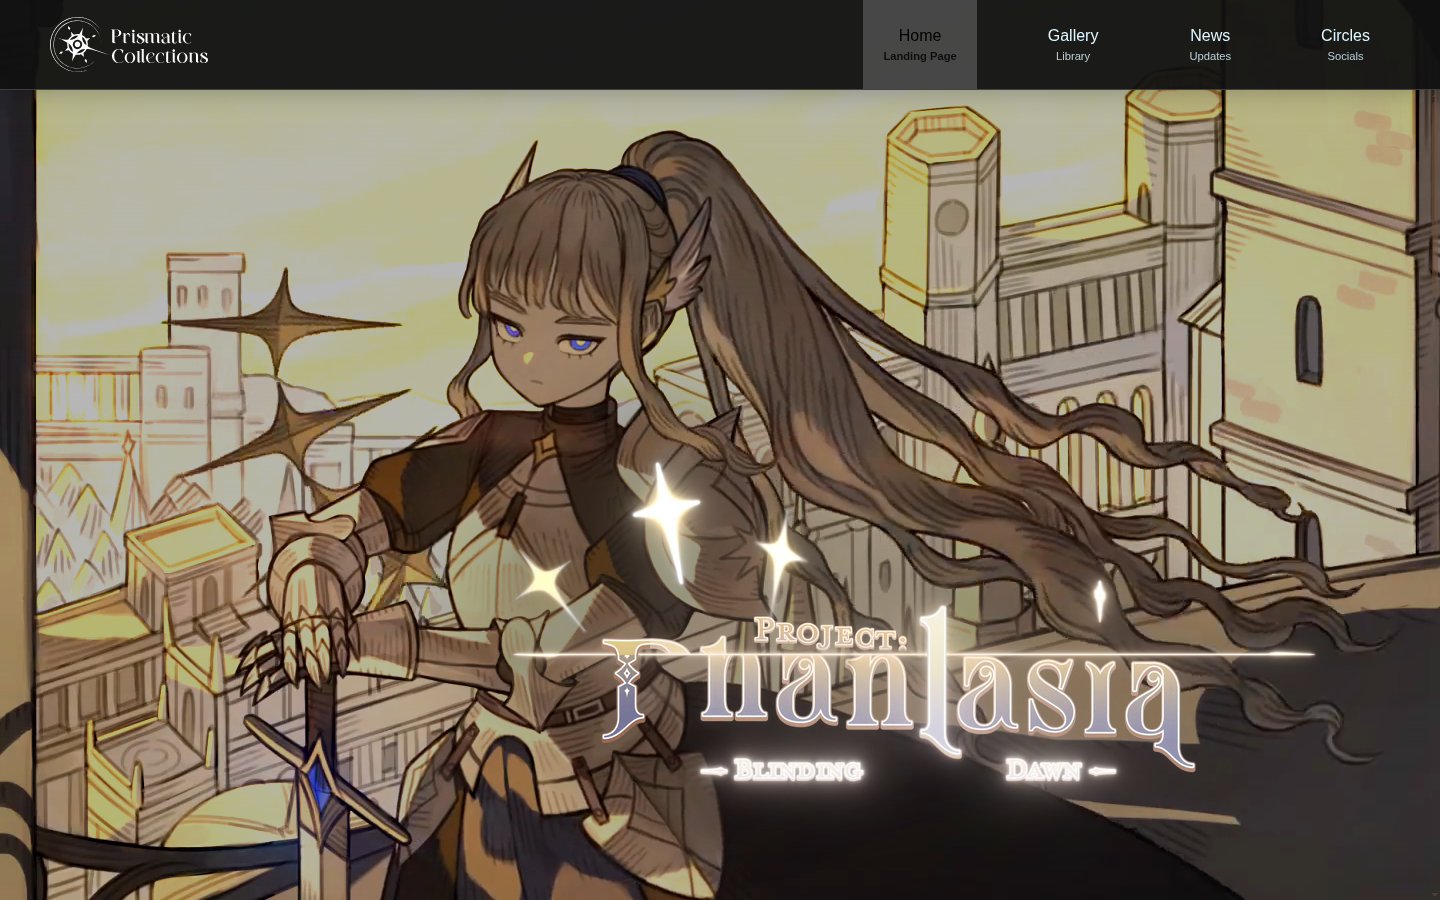 Prismatic
Collections
Home
Landing Page
Gallery
Library
News
Updates
Circles
Socials
PROJECT:
Phantasia
BLINDING
DAWN